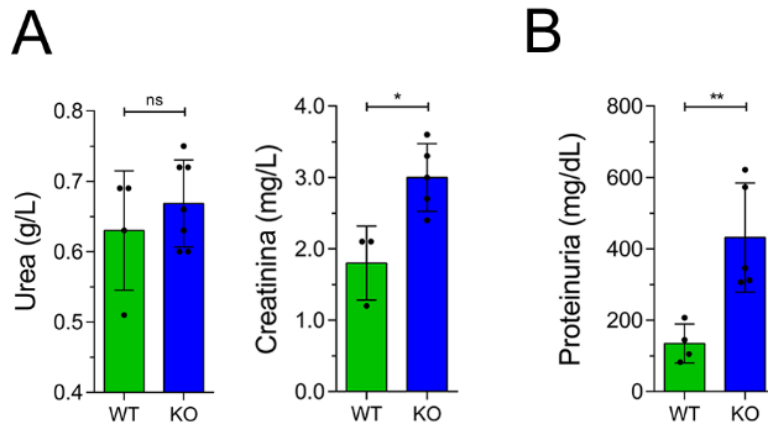 A
B
Urea (g/L)
0.8
0.7
0.6
0.5
0.4
ns
WT
KO
Creatinina (mg/L)
4.0
3.0
2.0
1.0
0.0
*
WT
KO
Proteinuria (mg/dL)
800
600
400
200
0
**
WT
KO